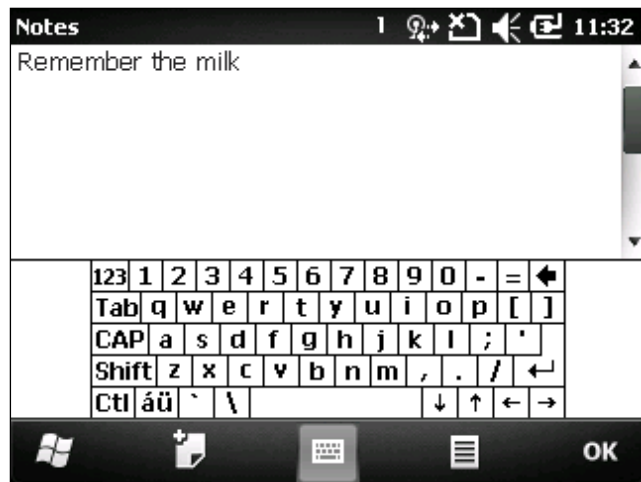 Notes 1 11:32
Remember the milk
123 1 2 3 4 5 6 7 8 9 0 - =
Tab q w e r t y u i o p [ ]
CAP a s d f g h j k l ; '
Shift z x c v b n m , . /
Ctl áü ` \ ↓ ↑ ← →
OK